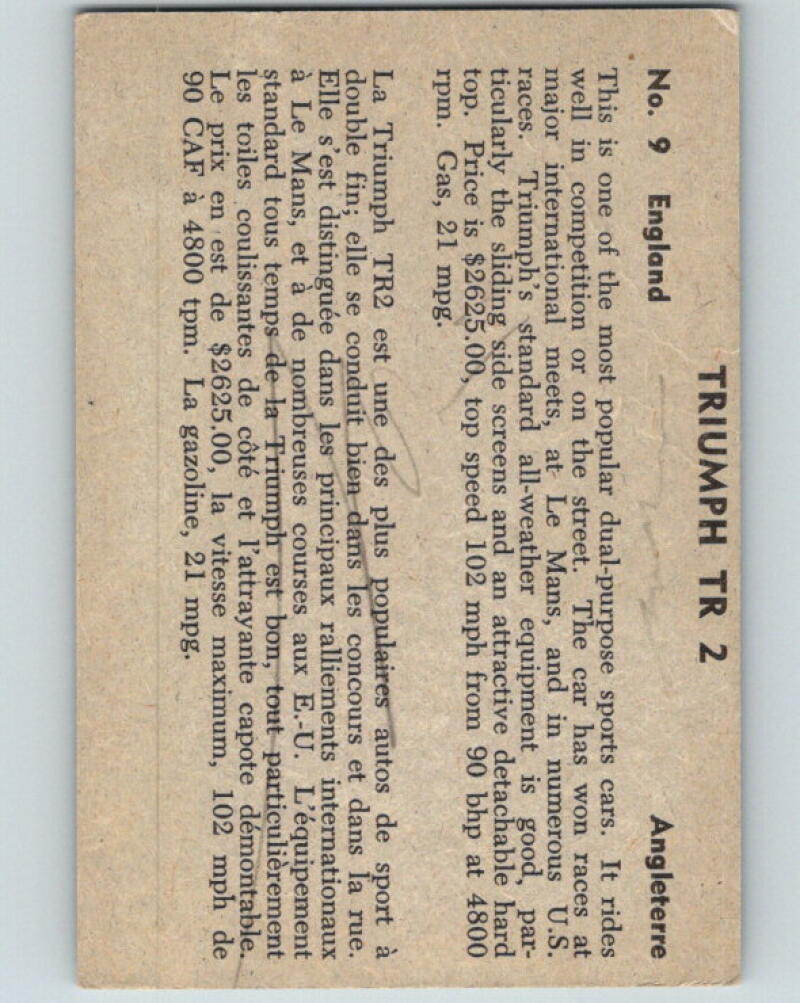 TRIUMPH TR 2
No. 9 England Angleterre
This is one of the most popular dual-purpose sports cars. It rides
well in competition or on the street. The car has won races at
major international meets, at Le Mans, and in numerous U.S.
races. Triumph's standard all-weather equipment is good, par-
ticularly the sliding side screens and an attractive detachable hard
top. Price is $2625.00, top speed 102 mph from 90 bhp at 4800
rpm. Gas, 21 mpg.
La Triumph TR2 est une des plus populaires autos de sport à
double fin; elle se conduit bien dans les concours et dans la rue.
Elle s'est distinguée dans les principaux ralliements internationaux
à Le Mans, et à de nombreuses courses aux E.-U. L'équipement
standard tous temps de la Triumph est bon, tout particulièrement
les toiles coulissantes de côté et l'attrayante capote démontable.
Le prix en est de $2625.00, la vitesse maximum, 102 mph de
90 CAF à 4800 tpm. La gazoline, 21 mpg.